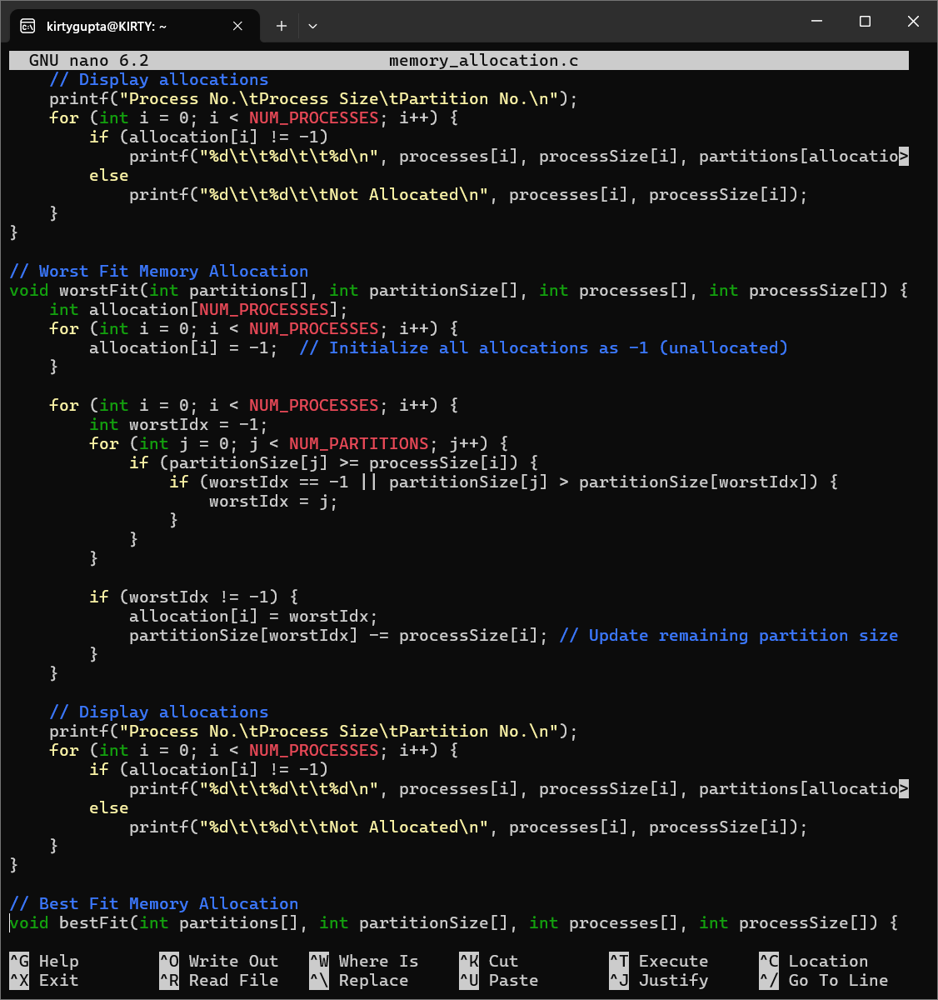 kirtygupta@KIRTY: ~
GNU nano 6.2 memory_allocation.c
    // Display allocations
    printf("Process No.\tProcess Size\tPartition No.\n");
    for (int i = 0; i < NUM_PROCESSES; i++) {
        if (allocation[i] != -1)
            printf("%d\t\t%d\t\t%d\n", processes[i], processSize[i], partitions[allocatio>
        else
            printf("%d\t\t%d\t\tNot Allocated\n", processes[i], processSize[i]);
    }
}

// Worst Fit Memory Allocation
void worstFit(int partitions[], int partitionSize[], int processes[], int processSize[]) {
    int allocation[NUM_PROCESSES];
    for (int i = 0; i < NUM_PROCESSES; i++) {
        allocation[i] = -1;  // Initialize all allocations as -1 (unallocated)
    }

    for (int i = 0; i < NUM_PROCESSES; i++) {
        int worstIdx = -1;
        for (int j = 0; j < NUM_PARTITIONS; j++) {
            if (partitionSize[j] >= processSize[i]) {
                if (worstIdx == -1 || partitionSize[j] > partitionSize[worstIdx]) {
                    worstIdx = j;
                }
            }
        }

        if (worstIdx != -1) {
            allocation[i] = worstIdx;
            partitionSize[worstIdx] -= processSize[i]; // Update remaining partition size
        }
    }

    // Display allocations
    printf("Process No.\tProcess Size\tPartition No.\n");
    for (int i = 0; i < NUM_PROCESSES; i++) {
        if (allocation[i] != -1)
            printf("%d\t\t%d\t\t%d\n", processes[i], processSize[i], partitions[allocatio>
        else
            printf("%d\t\t%d\t\tNot Allocated\n", processes[i], processSize[i]);
    }
}

// Best Fit Memory Allocation
void bestFit(int partitions[], int partitionSize[], int processes[], int processSize[]) {

^G Help ^O Write Out ^W Where Is ^K Cut ^T Execute ^C Location
^X Exit ^R Read File ^\ Replace ^U Paste ^J Justify ^/ Go To Line